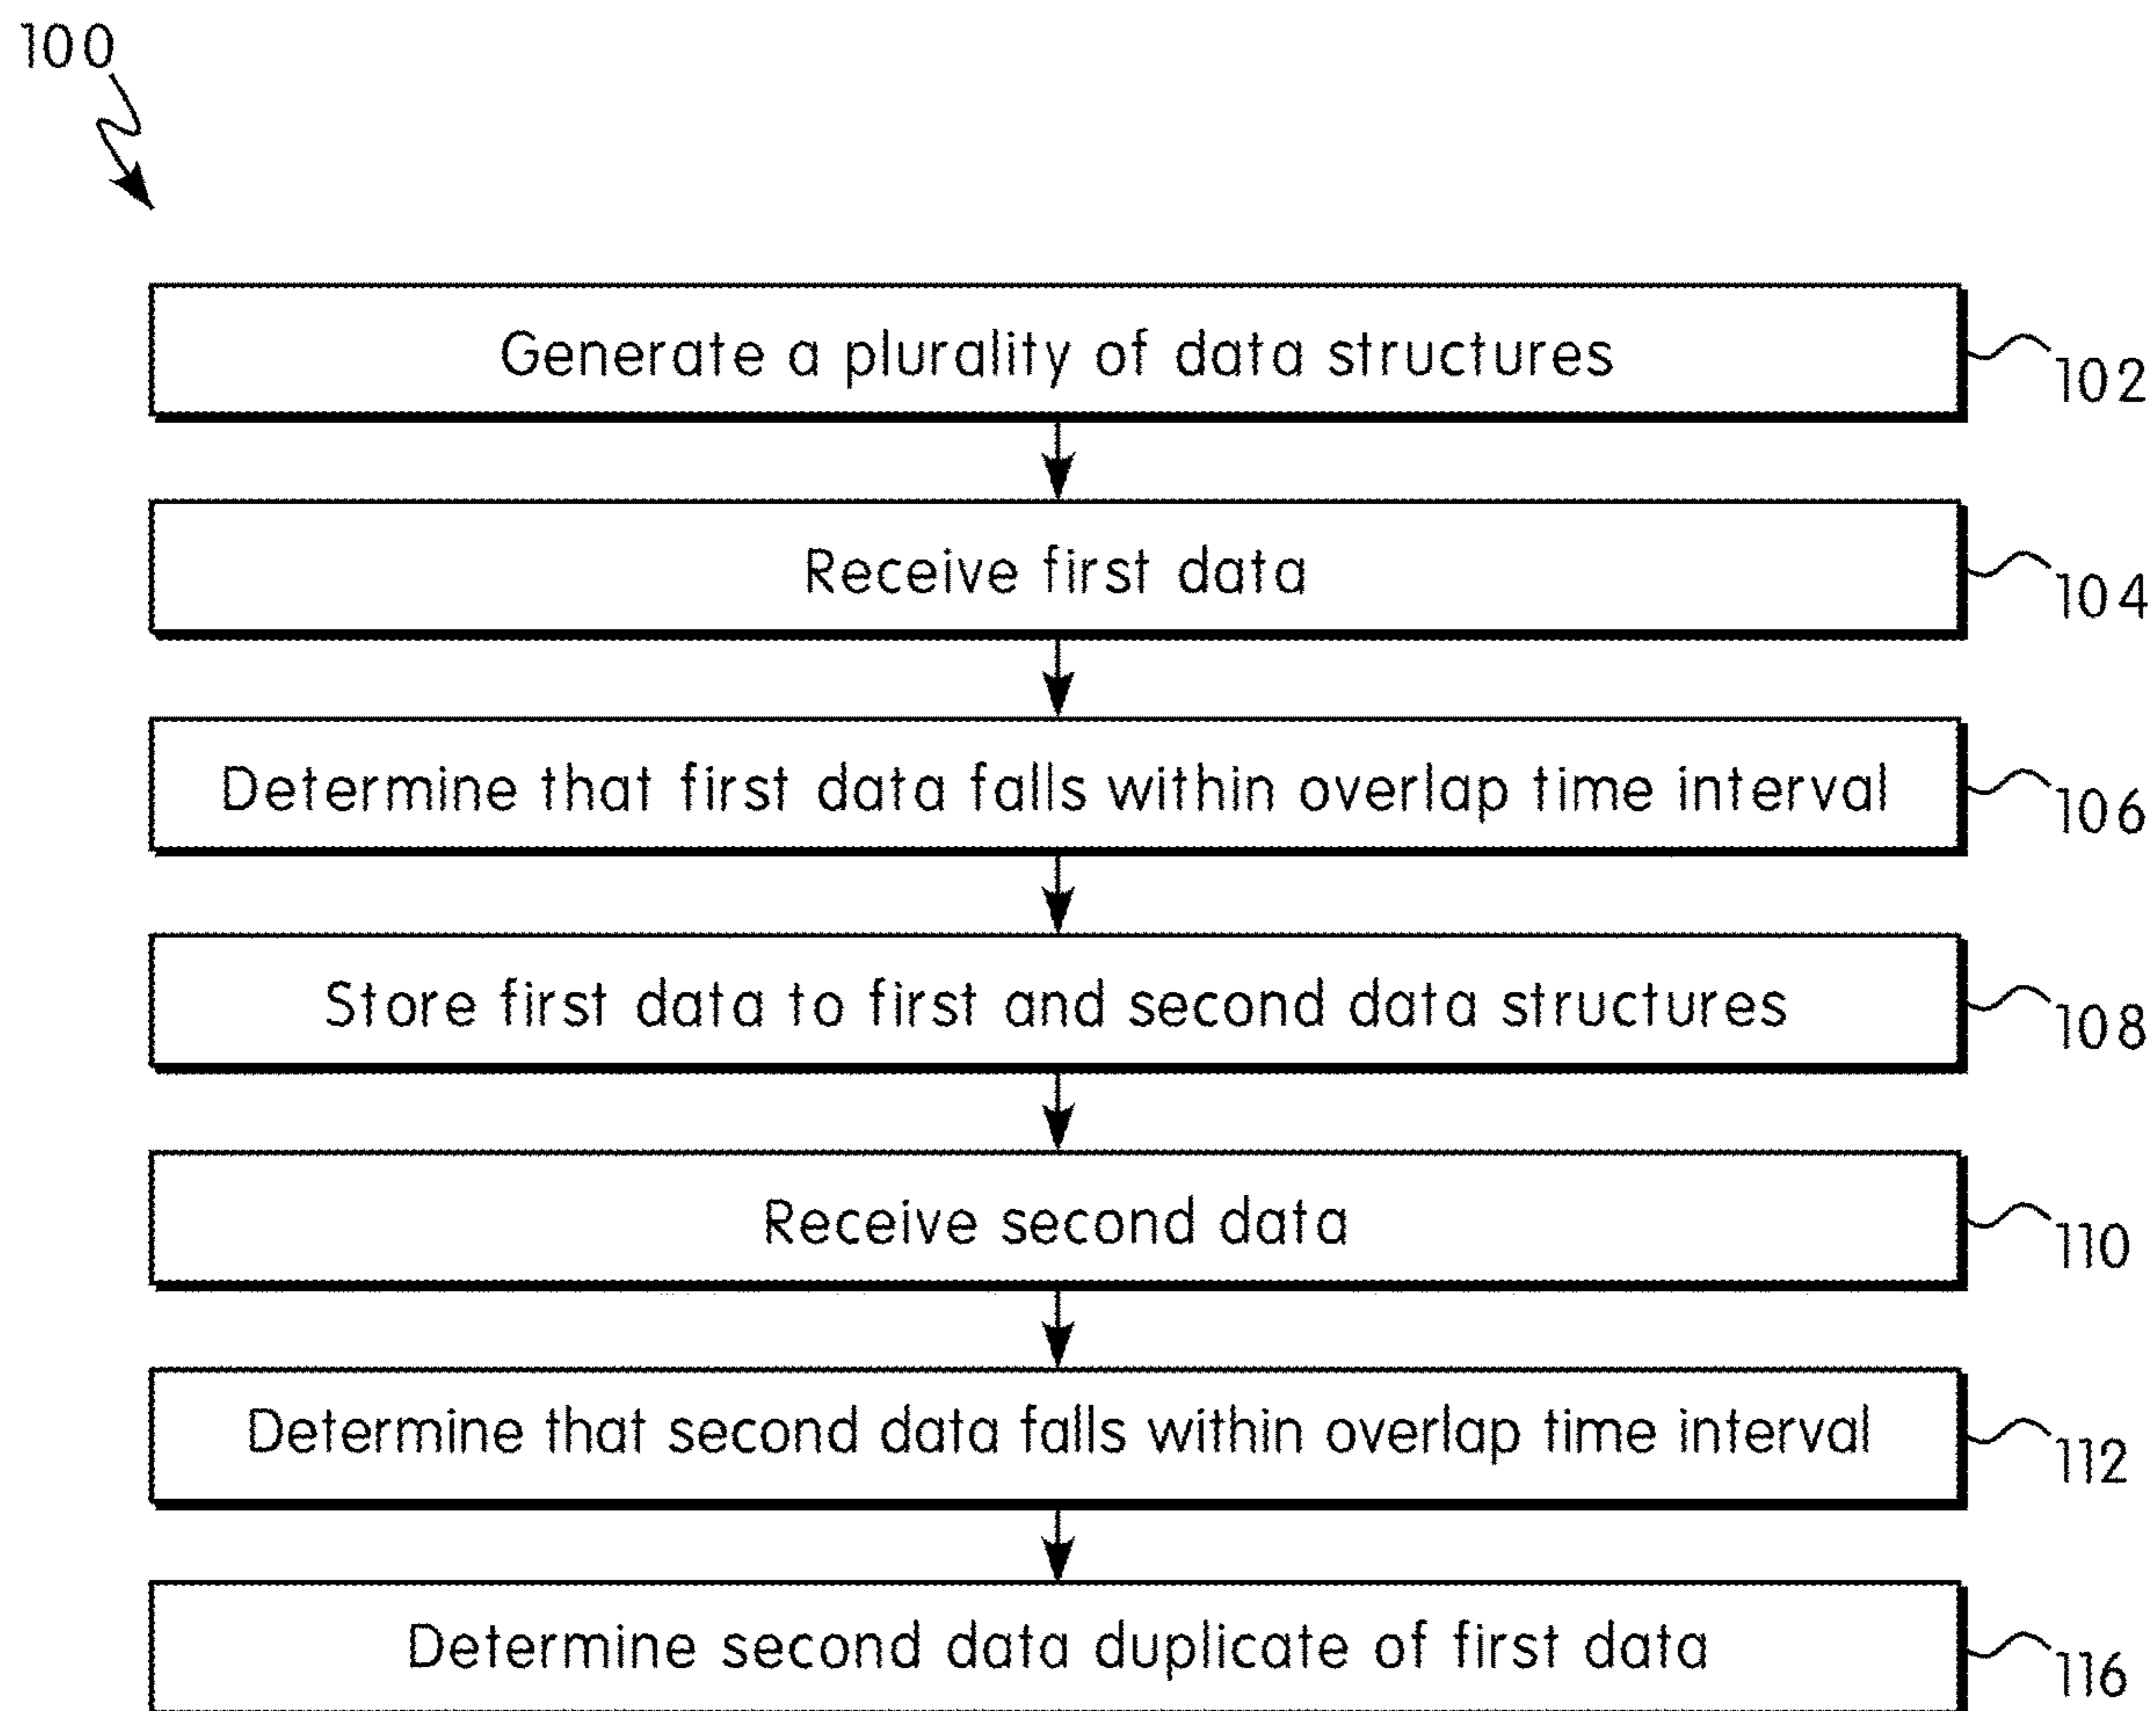 100
Generate a plurality of data structures
102
Receive first data
104
Determine that first data falls within overlap time interval
106
Store first data to first and second data structures
108
Receive second data
110
Determine that second data falls within overlap time interval
112
Determine second data duplicate of first data
116